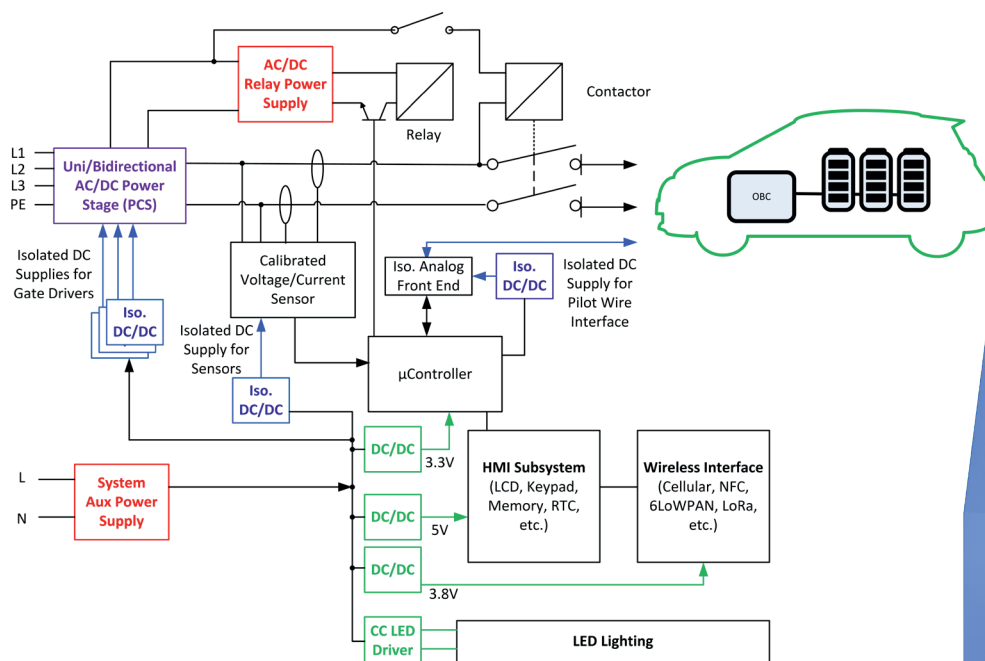 AC/DC
Relay Power
Supply
Relay
Contactor
L1
L2
L3
PE
Uni/Bidirectional
AC/DC Power
Stage (PCS)
OBC
Isolated DC
Supplies for
Gate Drivers
Iso.
DC/DC
Calibrated
Voltage/Current
Sensor
Iso. Analog
Front End
Iso.
DC/DC
Isolated DC
Supply for
Pilot Wire
Interface
Isolated DC
Supply for
Sensors
Iso.
DC/DC
µController
DC/DC
3.3V
HMI Subsystem
(LCD, Keypad,
Memory, RTC,
etc.)
Wireless Interface
(Cellular, NFC,
6LoWPAN, LoRa,
etc.)
L
N
System
Aux Power
Supply
DC/DC
5V
DC/DC
3.8V
CC LED
Driver
LED Lighting